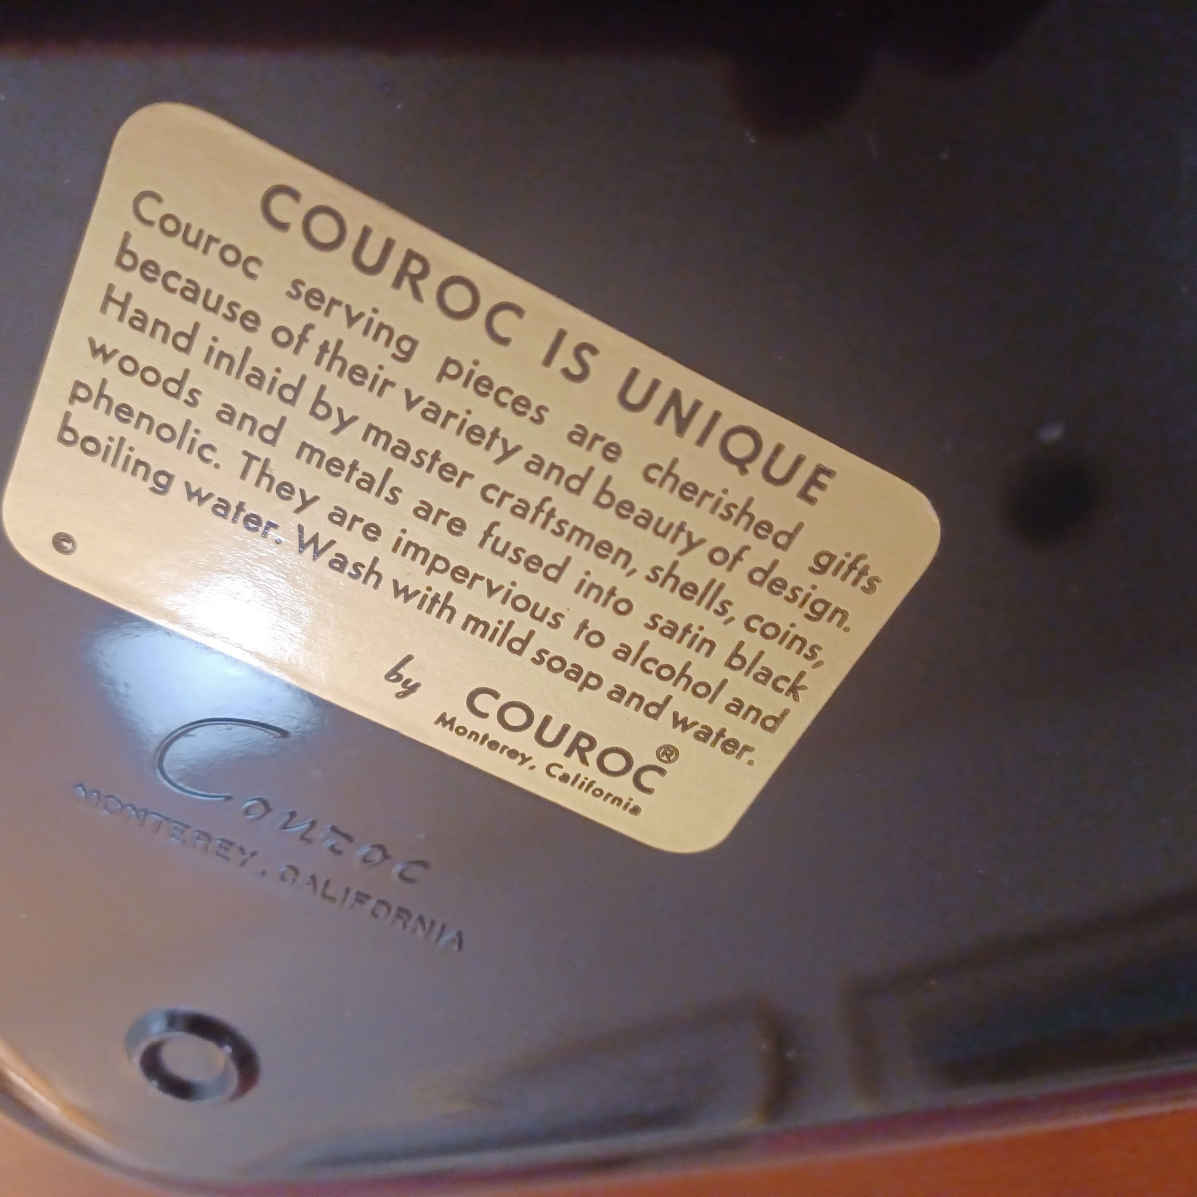 COUROC IS UNIQUE
Couroc serving pieces are cherished gifts
because of their variety and beauty of design.
Hand inlaid by master craftsmen, shells, coins,
woods and metals are fused into satin black
phenolic. They are impervious to alcohol and
boiling water. Wash with mild soap and water.
©
by COUROC®
Monterey, California
Couroc
MONTEREY, CALIFORNIA